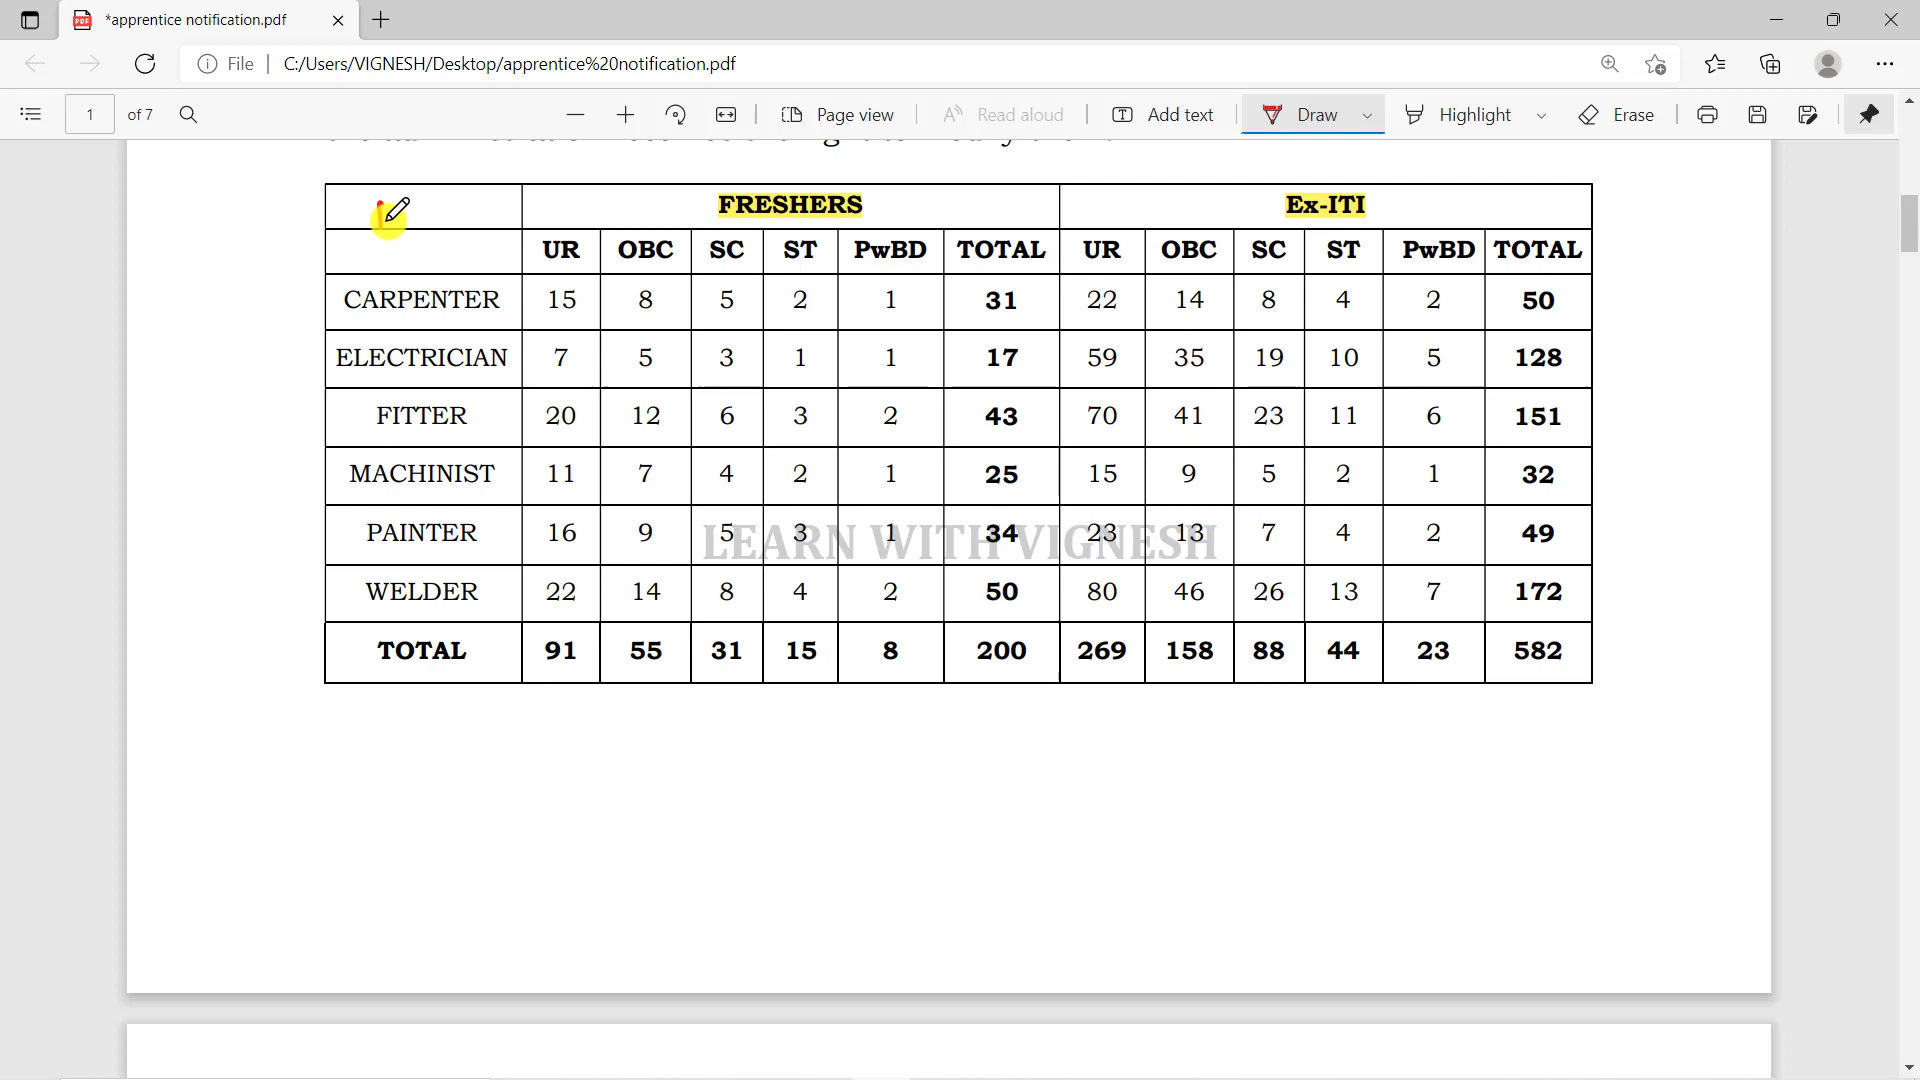 *apprentice notification.pdf
File | C:/Users/VIGNESH/Desktop/apprentice%20notification.pdf
1 of 7 Page view Read aloud Add text Draw Highlight Erase
FRESHERS Ex-ITI
UR OBC SC ST PwBD TOTAL UR OBC SC ST PwBD TOTAL
CARPENTER 15 8 5 2 1 31 22 14 8 4 2 50
ELECTRICIAN 7 5 3 1 1 17 59 35 19 10 5 128
FITTER 20 12 6 3 2 43 70 41 23 11 6 151
MACHINIST 11 7 4 2 1 25 15 9 5 2 1 32
PAINTER 16 9 5 3 1 34 23 13 7 4 2 49
LEARN WITH VIGNESH
WELDER 22 14 8 4 2 50 80 46 26 13 7 172
TOTAL 91 55 31 15 8 200 269 158 88 44 23 582